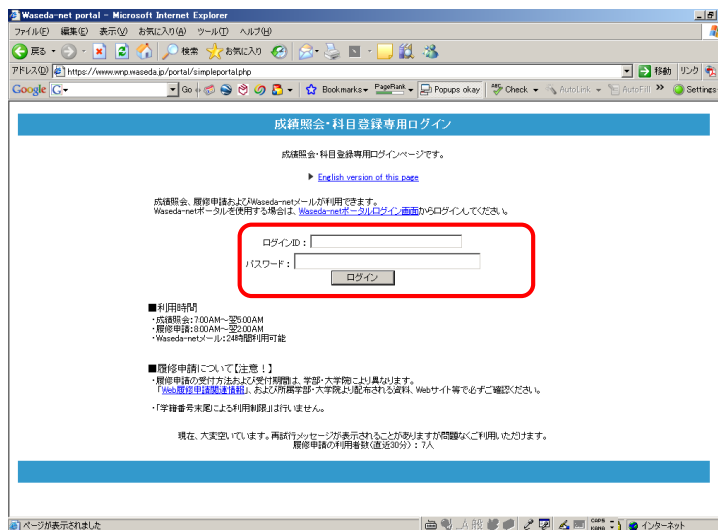 Waseda-net portal - Microsoft Internet Explorer
ファイル(F) 編集(E) 表示(V) お気に入り(A) ツール(T) ヘルプ(H)
戻る 検索 お気に入り
アドレス(D) https://www.wnp.waseda.jp/portal/simpleportal.php 移動 リンク
Google G Go Bookmarks PageRank Popups okay Check AutoLink AutoFill Settings
成績照会・科目登録専用ログイン
成績照会・科目登録専用ログインページです。
English version of this page
成績照会、履修申請およびWaseda-netメールが利用できます。
Waseda-netポータルを使用する場合は、Waseda-netポータルログイン画面からログインしてください。
ログインID：
パスワード：
ログイン
■利用時間
・成績照会:7:00AM～翌5:00AM
・履修申請:8:00AM～翌2:00AM
・Waseda-netメール:24時間利用可能
■履修申請について【注意！】
・履修申請の受付方法および受付期間は、学部・大学院により異なります。
「Web履修申請関連情報」、および所属学部・大学院より配布される資料、Webサイト等で必ずご確認ください。
・「学籍番号末尾による利用制限」は行いません。
現在、大変空いています。再試行メッセージが表示されることがありますが問題なくご利用いただけます。
履修申請の利用者数(直近30分)：7人
ページが表示されました A 般 CAPS KANA インターネット